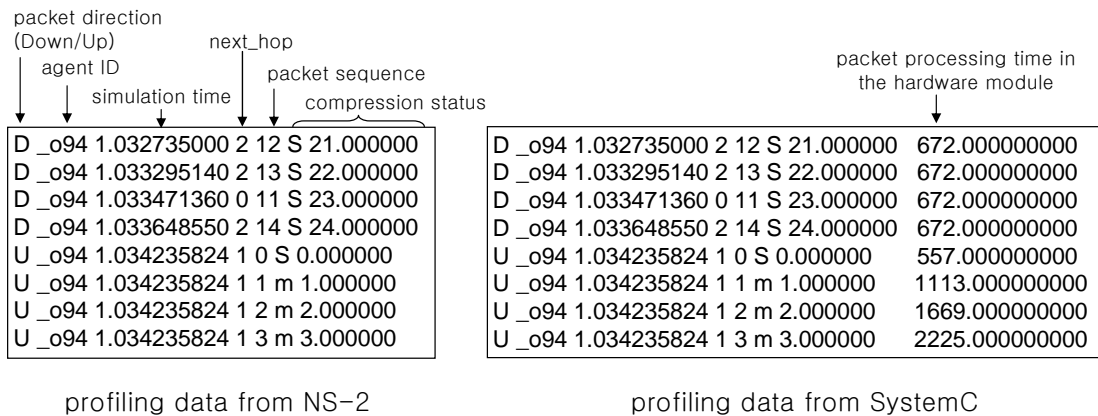 packet direction
(Down/Up)
next_hop
agent ID
packet sequence
simulation time
compression status
packet processing time in
the hardware module
D _o94 1.032735000 2 12 S 21.000000
D _o94 1.033295140 2 13 S 22.000000
D _o94 1.033471360 0 11 S 23.000000
D _o94 1.033648550 2 14 S 24.000000
U _o94 1.034235824 1 0 S 0.000000
U _o94 1.034235824 1 1 m 1.000000
U _o94 1.034235824 1 2 m 2.000000
U _o94 1.034235824 1 3 m 3.000000
D _o94 1.032735000 2 12 S 21.000000 672.000000000
D _o94 1.033295140 2 13 S 22.000000 672.000000000
D _o94 1.033471360 0 11 S 23.000000 672.000000000
D _o94 1.033648550 2 14 S 24.000000 672.000000000
U _o94 1.034235824 1 0 S 0.000000 557.000000000
U _o94 1.034235824 1 1 m 1.000000 1113.000000000
U _o94 1.034235824 1 2 m 2.000000 1669.000000000
U _o94 1.034235824 1 3 m 3.000000 2225.000000000
profiling data from NS-2
profiling data from SystemC